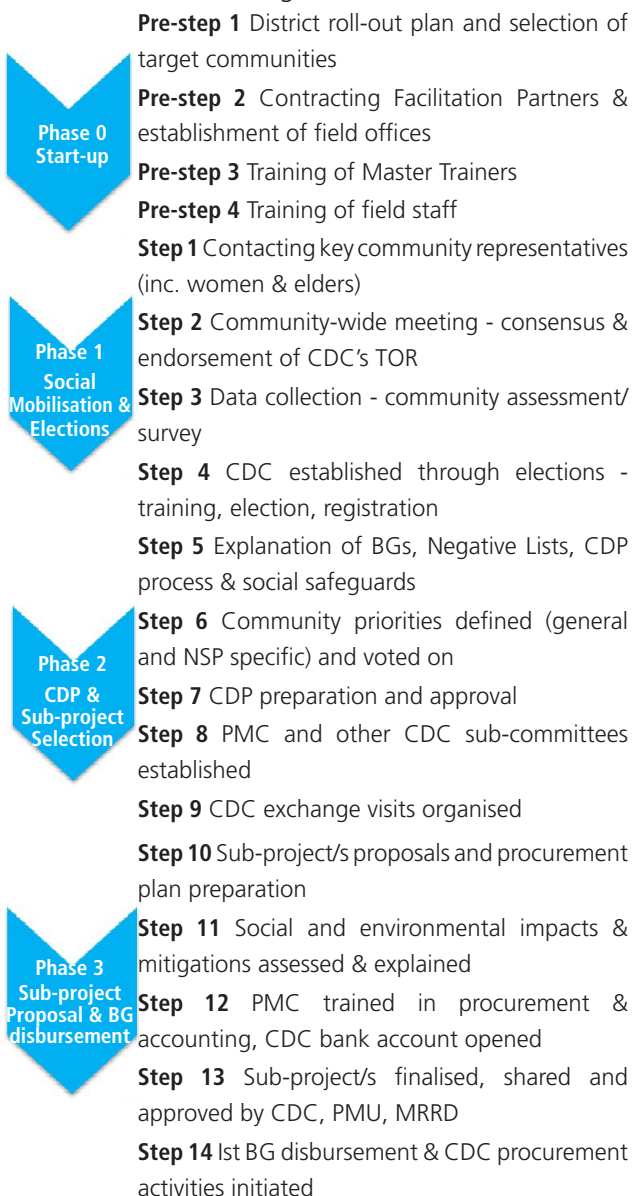 Pre-step 1 District roll-out plan and selection of
target communities
Pre-step 2 Contracting Facilitation Partners &
establishment of field offices
Pre-step 3 Training of Master Trainers
Pre-step 4 Training of field staff
Phase 0
Start-up
Step 1 Contacting key community representatives
(inc. women & elders)
Step 2 Community-wide meeting - consensus &
endorsement of CDC's TOR
Step 3 Data collection - community assessment/
survey
Step 4 CDC established through elections -
training, election, registration
Phase 1
Social
Mobilisation &
Elections
Step 5 Explanation of BGs, Negative Lists, CDP
process & social safeguards
Step 6 Community priorities defined (general
and NSP specific) and voted on
Step 7 CDP preparation and approval
Step 8 PMC and other CDC sub-committees
established
Step 9 CDC exchange visits organised
Phase 2
CDP &
Sub-project
Selection
Step 10 Sub-project/s proposals and procurement
plan preparation
Step 11 Social and environmental impacts &
mitigations assessed & explained
Step 12 PMC trained in procurement &
accounting, CDC bank account opened
Step 13 Sub-project/s finalised, shared and
approved by CDC, PMU, MRRD
Step 14 Ist BG disbursement & CDC procurement
activities initiated
Phase 3
Sub-project
Proposal & BG
disbursement